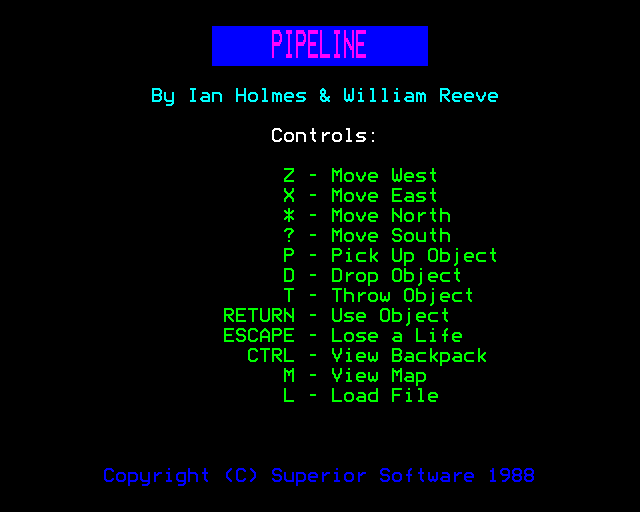 PIPELINE
By Ian Holmes & William Reeve
Controls:
Z - Move West
X - Move East
* - Move North
? - Move South
P - Pick Up Object
D - Drop Object
T - Throw Object
RETURN - Use Object
ESCAPE - Lose a Life
CTRL - View Backpack
M - View Map
L - Load File
Copyright (C) Superior Software 1988